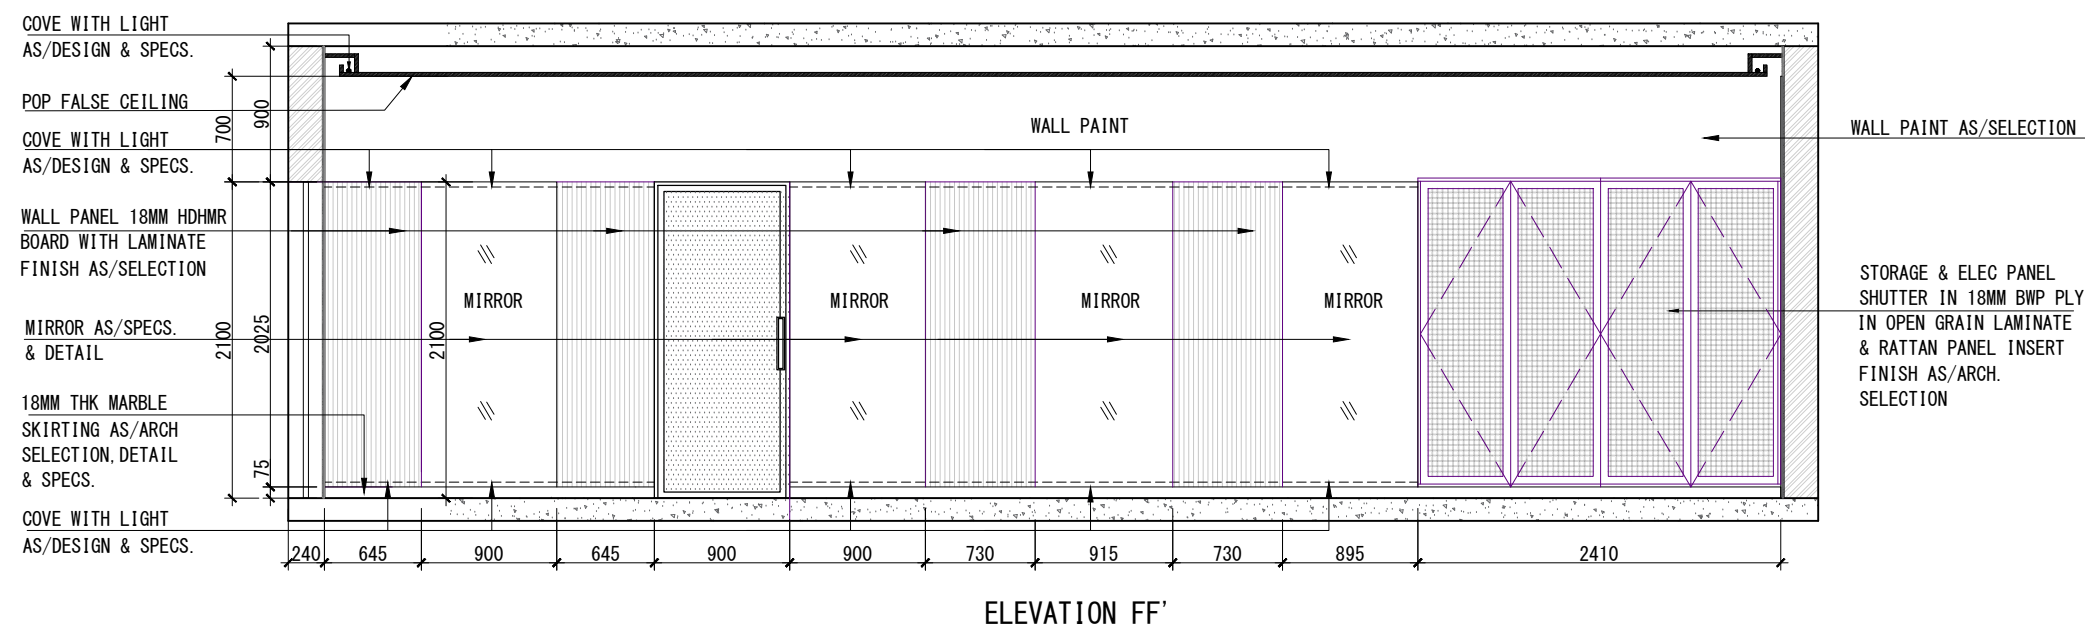 COVE WITH LIGHT
AS/DESIGN & SPECS.
POP FALSE CEILING
COVE WITH LIGHT
AS/DESIGN & SPECS.
WALL PANEL 18MM HDHMR
BOARD WITH LAMINATE
FINISH AS/SELECTION
MIRROR AS/SPECS.
& DETAIL
18MM THK MARBLE
SKIRTING AS/ARCH
SELECTION,DETAIL
& SPECS.
COVE WITH LIGHT
AS/DESIGN & SPECS.
700
900
2100
2025
75
2100
WALL PAINT
MIRROR
MIRROR
MIRROR
MIRROR
WALL PAINT AS/SELECTION
STORAGE & ELEC PANEL
SHUTTER IN 18MM BWP PLY
IN OPEN GRAIN LAMINATE
& RATTAN PANEL INSERT
FINISH AS/ARCH.
SELECTION
240 645 900 645 900 900 730 915 730 895 2410
ELEVATION FF'